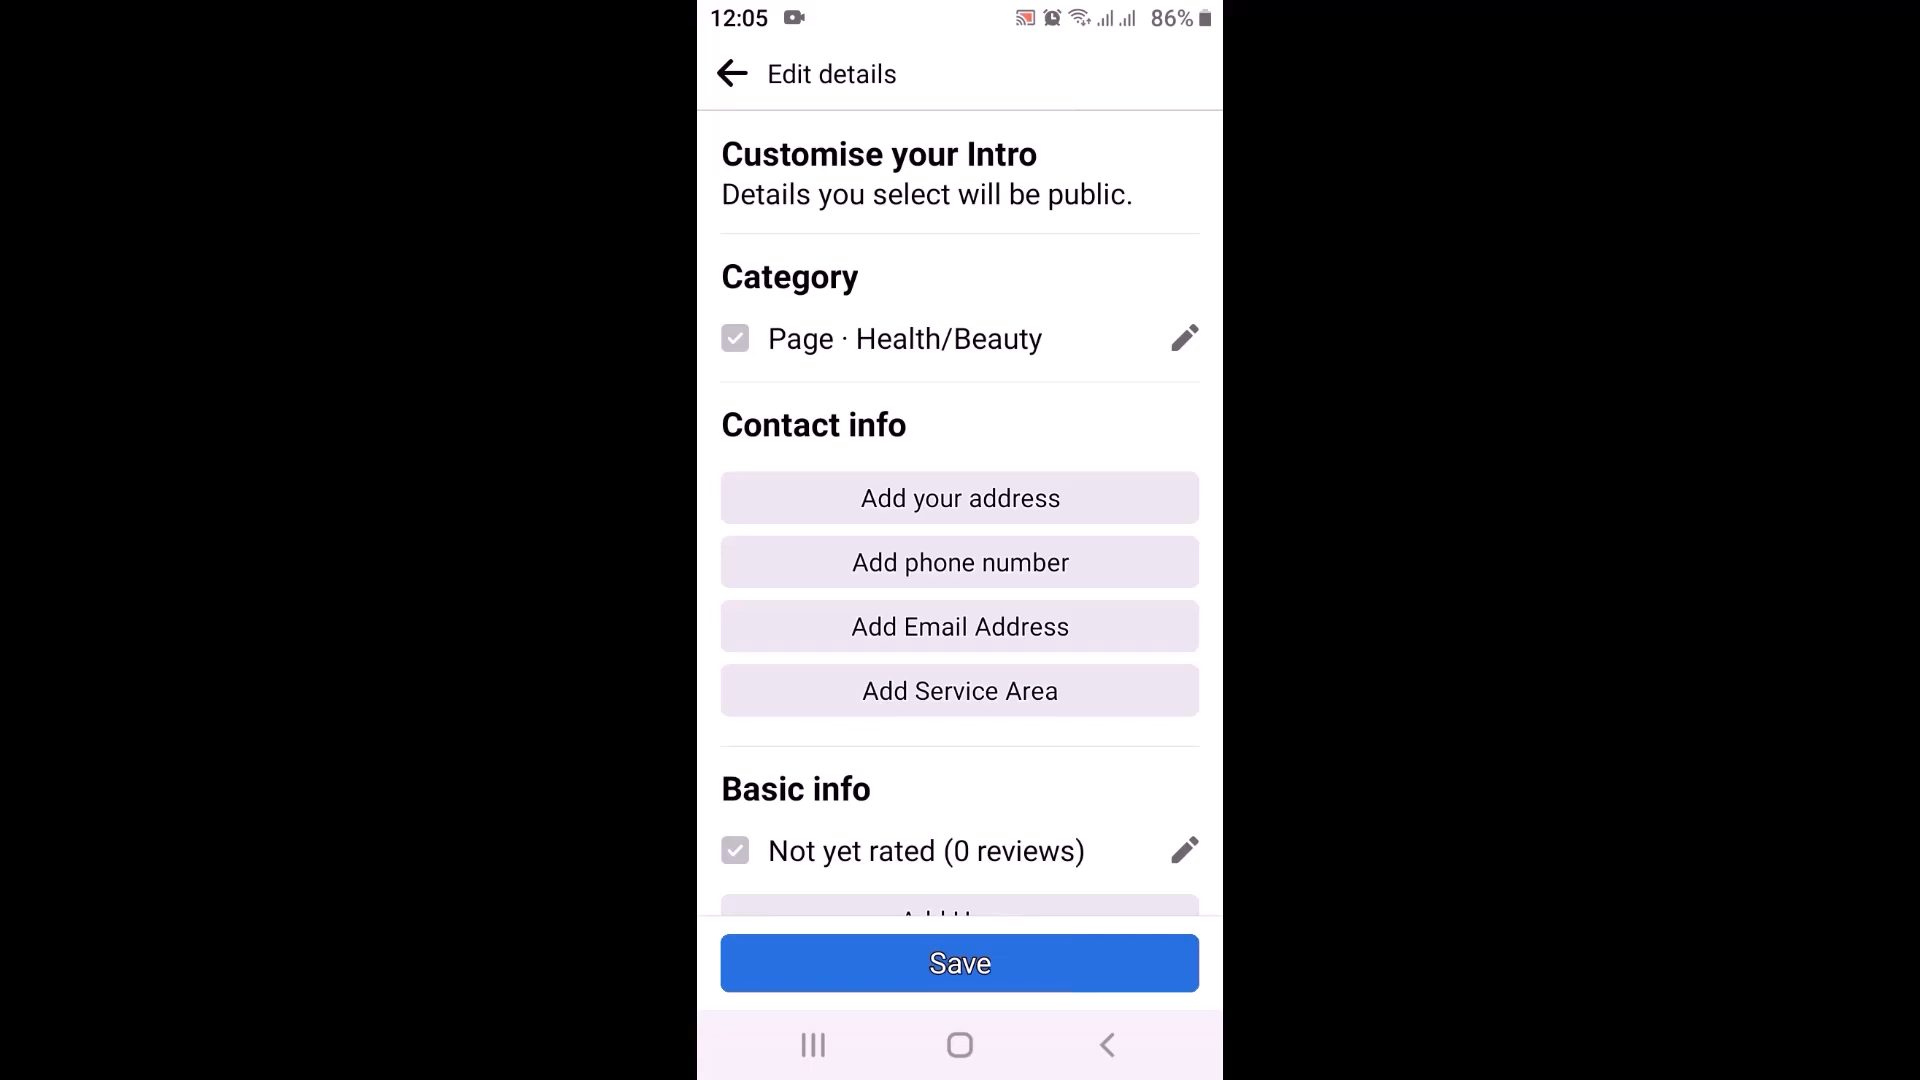 12:05 86%
Edit details
Customise your Intro
Details you select will be public.
Category
Page · Health/Beauty
Contact info
Add your address
Add phone number
Add Email Address
Add Service Area
Basic info
Not yet rated (0 reviews)
Save